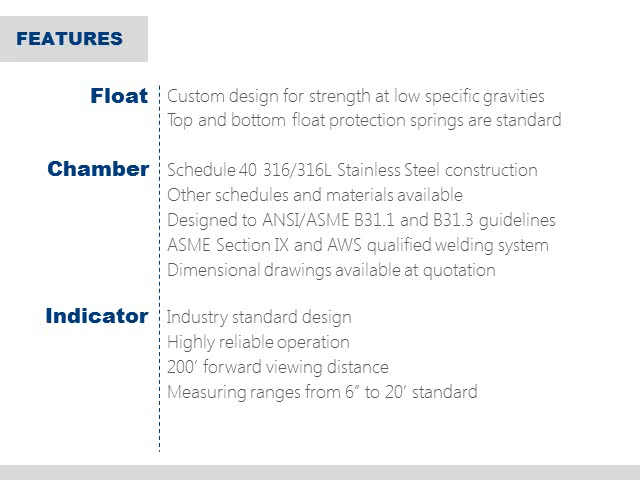 FEATURES
Float
Custom design for strength at low specific gravities
Top and bottom float protection springs are standard
Chamber
Schedule 40 316/316L Stainless Steel construction
Other schedules and materials available
Designed to ANSI/ASME B31.1 and B31.3 guidelines
ASME Section IX and AWS qualified welding system
Dimensional drawings available at quotation
Indicator
Industry standard design
Highly reliable operation
200’ forward viewing distance
Measuring ranges from 6” to 20’ standard